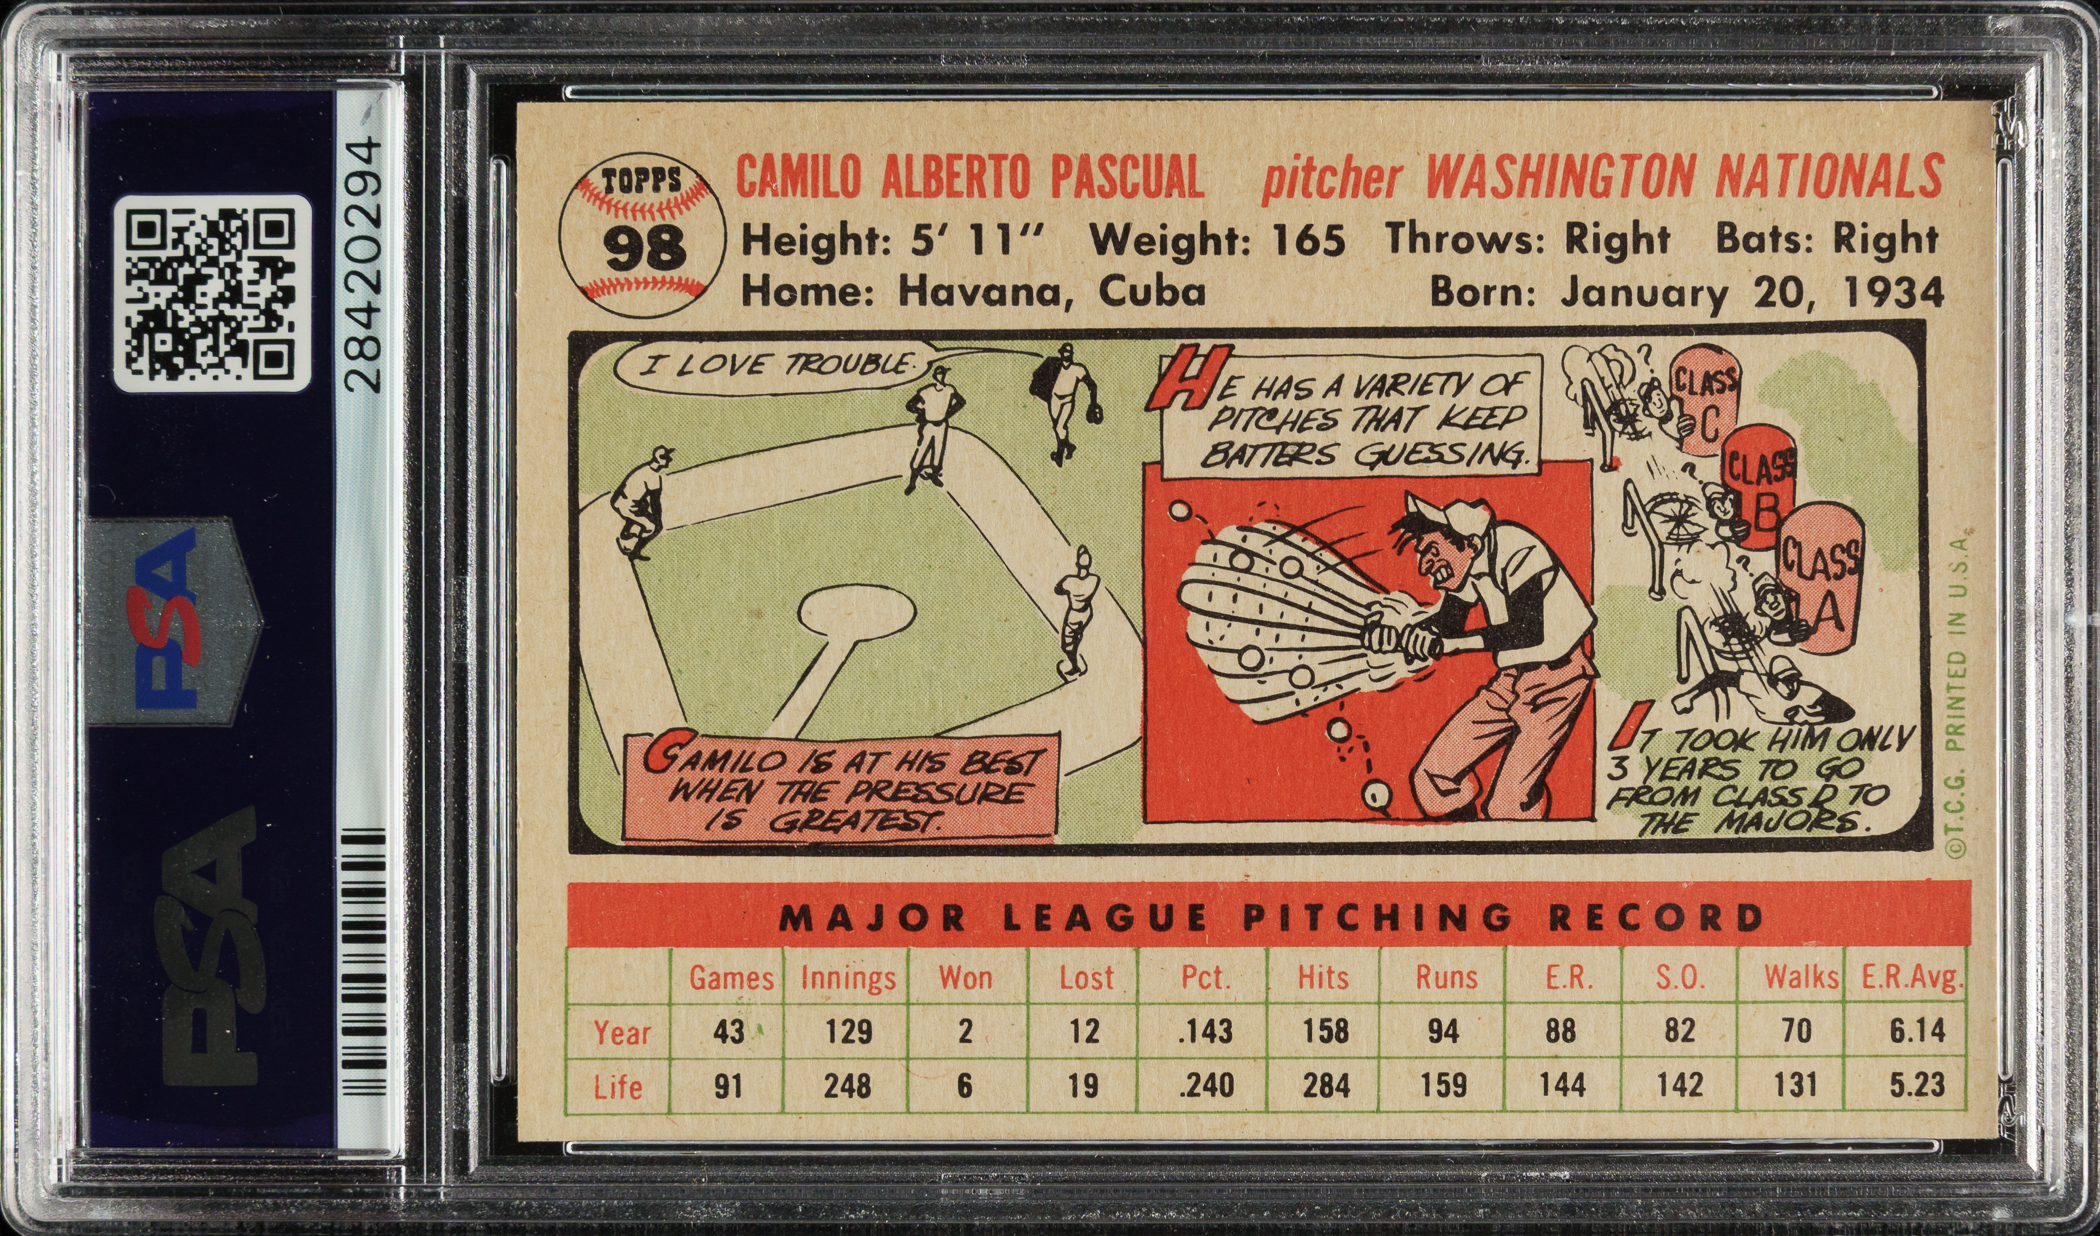 28420294
PSA
PSA
TOPPS
98
CAMILO ALBERTO PASCUAL pitcher WASHINGTON NATIONALS
Height: 5' 11" Weight: 165 Throws: Right Bats: Right
Home: Havana, Cuba Born: January 20, 1934
I LOVE TROUBLE.
CAMILO IS AT HIS BEST
WHEN THE PRESSURE
IS GREATEST.
HE HAS A VARIETY OF
PITCHES THAT KEEP
BATTERS GUESSING.
?
CLASS
C
?
CLASS
B
?
CLASS
A
IT TOOK HIM ONLY
3 YEARS TO GO
FROM CLASS D TO
THE MAJORS.
©T.C.G. PRINTED IN U.S.A.
MAJOR LEAGUE PITCHING RECORD
Games Innings Won Lost Pct. Hits Runs E.R. S.O. Walks E.R.Avg.
Year 43 129 2 12 .143 158 94 88 82 70 6.14
Life 91 248 6 19 .240 284 159 144 142 131 5.23